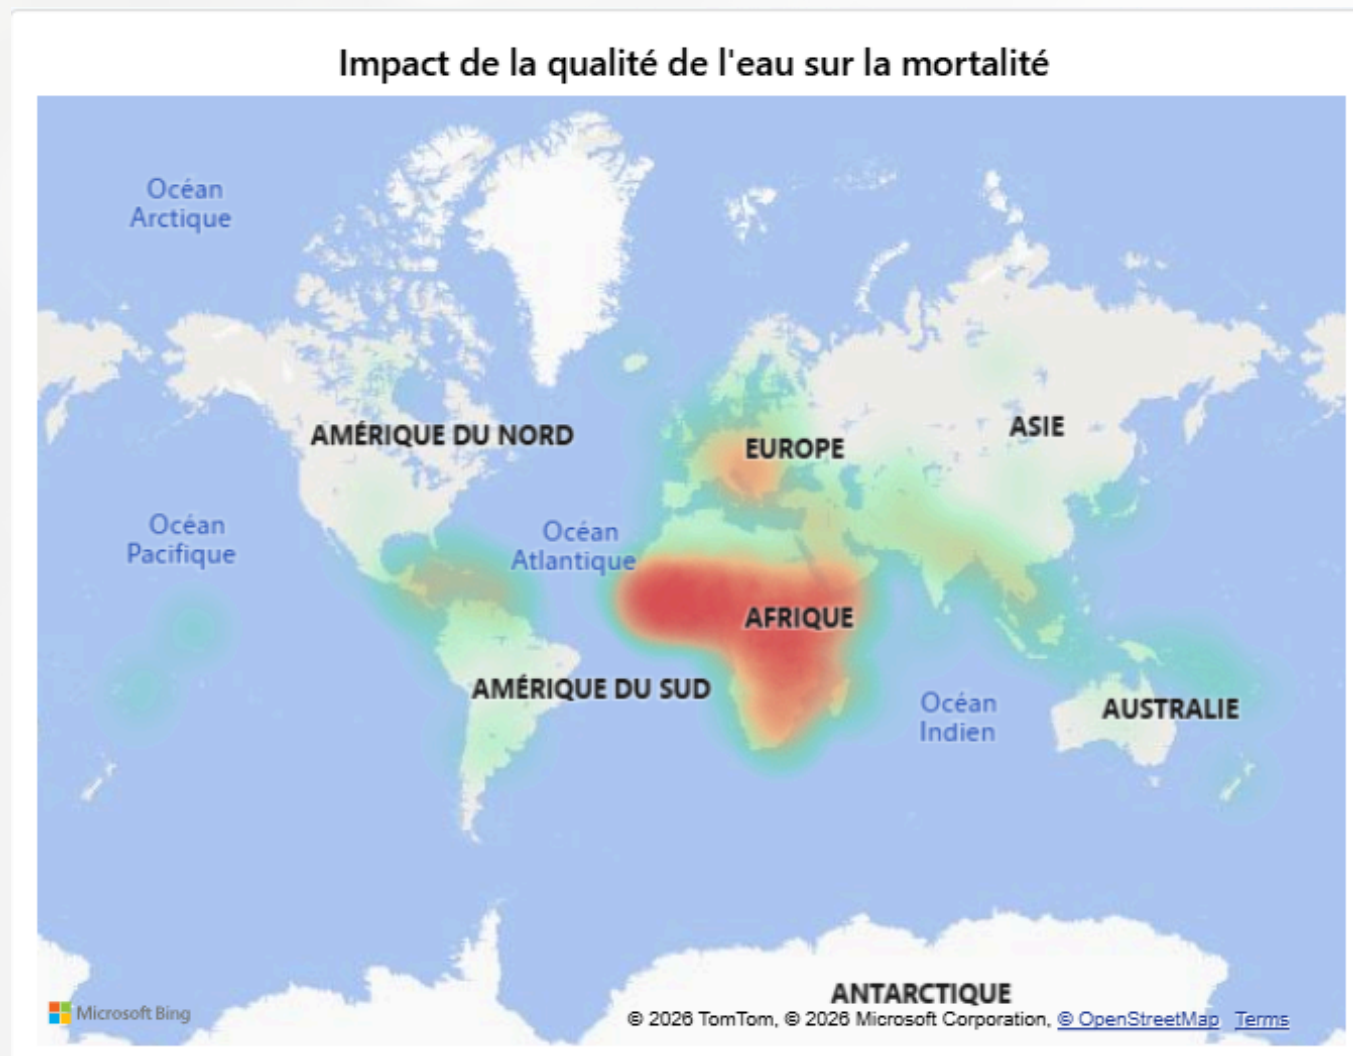 Impact de la qualité de l'eau sur la mortalité
Océan
Arctique
AMÉRIQUE DU NORD
EUROPE
ASIE
Océan
Pacifique
Océan
Atlantique
AFRIQUE
AMÉRIQUE DU SUD
Océan
Indien
AUSTRALIE
ANTARCTIQUE
Microsoft Bing
© 2026 TomTom, © 2026 Microsoft Corporation, © OpenStreetMap Terms